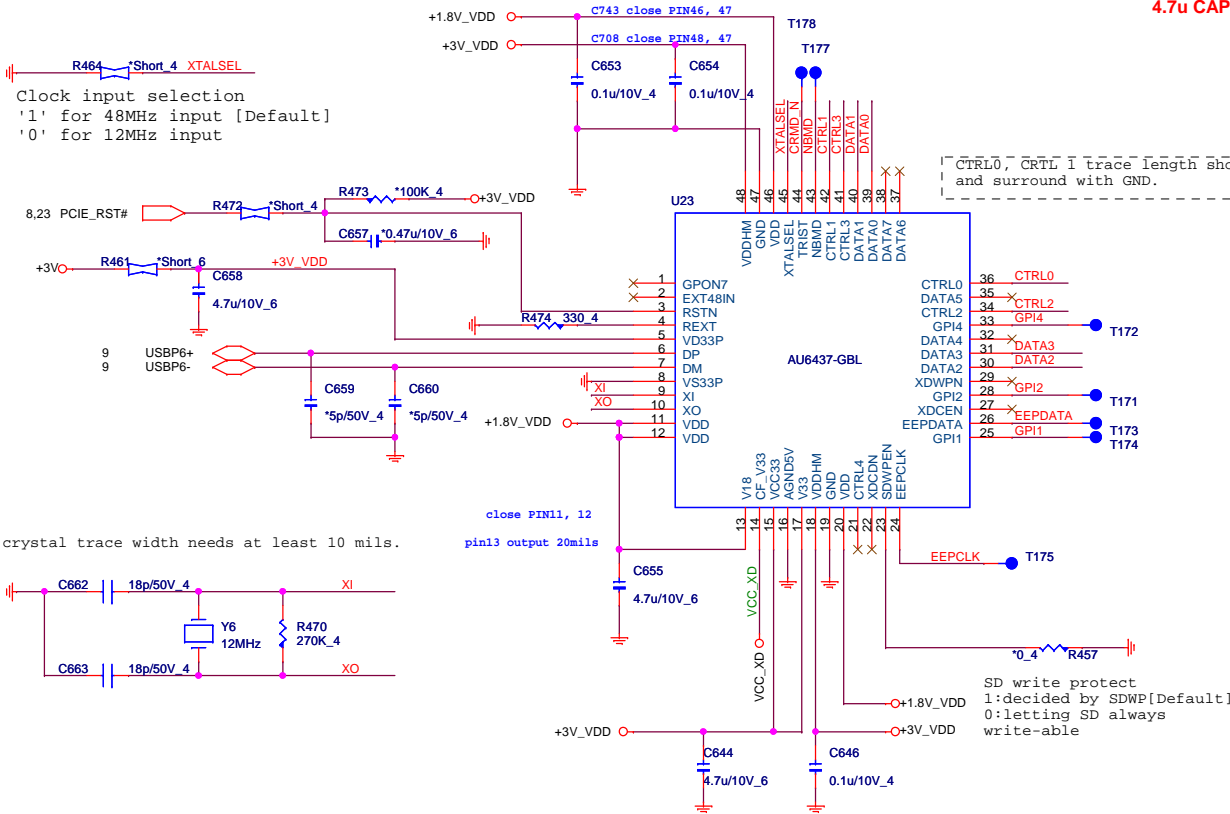 4.7u CAP
+1.8V_VDD
C743 close PIN46, 47
T178
+3V_VDD
C708 close PIN48, 47
T177
R464
*Short_4
XTALSEL
C653
0.1u/10V_4
C654
0.1u/10V_4
Clock input selection
'1' for 48MHz input [Default]
'0' for 12MHz input
XTALSEL
CRMD_N
NBMD
CTRL1
CTRL3
DATA1
DATA0
CTRL0, CRTL 1 trace length sho
and surround with GND.
R473
*100K_4
+3V_VDD
8,23
PCIE_RST#
R472
*Short_4
C657
*0.47u/10V_6
U23
48
47
46
45
44
43
42
41
40
39
38
37
VDDHM
GND
VDD
XTALSEL
TRIST
NBMD
CTRL1
CTRL3
DATA1
DATA0
DATA7
DATA6
+3V
R461
*Short_6
+3V_VDD
C658
4.7u/10V_6
R474
330_4
1 GPON7
2 EXT48IN
3 RSTN
4 REXT
5 VD33P
6 DP
7 DM
8 VS33P
9 XI
10 XO
11 VDD
12 VDD
AU6437-GBL
CTRL0 36 CTRL0
DATA5 35
CTRL2 34 CTRL2
GPI4 33 GPI4
T172
DATA4 32
DATA3 31 DATA3
DATA2 30 DATA2
XDWPN 29
GPI2 28 GPI2
T171
XDCEN 27
EEPDATA 26 EEPDATA
T173
GPI1 25 GPI1
T174
9 USBP6+
9 USBP6-
C659
*5p/50V_4
C660
*5p/50V_4
XI
XO
+1.8V_VDD
V18
CF_V33
VCC33
AGND5V
V33
VDDHM
GND
VDD
CTRL4
XDCDN
SDWPEN
EEPCLK
13
14
15
16
17
18
19
20
21
22
23
24
close PIN11, 12
pin13 output 20mils
crystal trace width needs at least 10 mils.
EEPCLK
T175
C655
4.7u/10V_6
VCC_XD
VCC_XD
C662
18p/50V_4
XI
Y6
12MHz
R470
270K_4
C663
18p/50V_4
XO
*0_4
R457
SD write protect
1:decided by SDWP[Default]
0:letting SD always
write-able
+1.8V_VDD
+3V_VDD
+3V_VDD
C644
4.7u/10V_6
C646
0.1u/10V_4